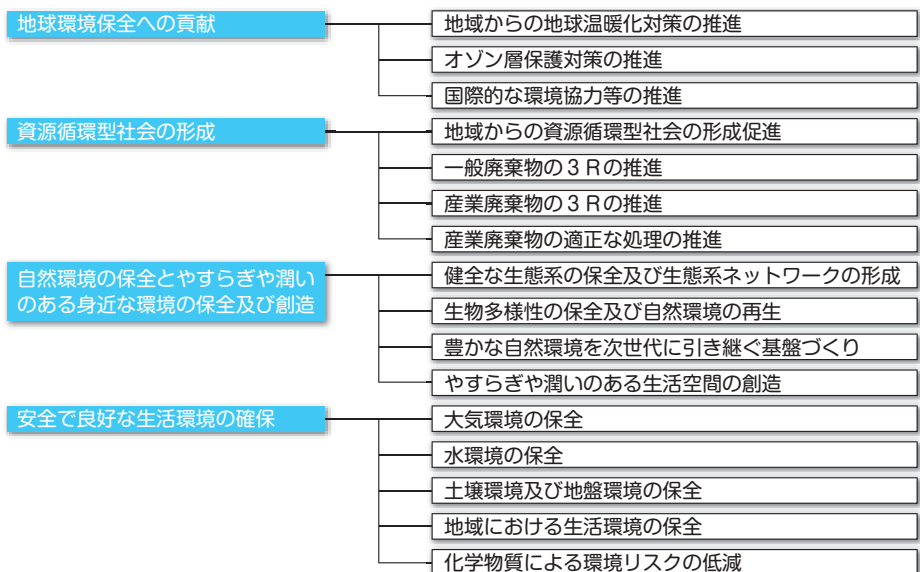 地球環境保全への貢献
地域からの地球温暖化対策の推進
オゾン層保護対策の推進
国際的な環境協力等の推進
資源循環型社会の形成
地域からの資源循環型社会の形成促進
一般廃棄物の３Ｒの推進
産業廃棄物の３Ｒの推進
産業廃棄物の適正な処理の推進
自然環境の保全とやすらぎや潤い
のある身近な環境の保全及び創造
健全な生態系の保全及び生態系ネットワークの形成
生物多様性の保全及び自然環境の再生
豊かな自然環境を次世代に引き継ぐ基盤づくり
やすらぎや潤いのある生活空間の創造
安全で良好な生活環境の確保
大気環境の保全
水環境の保全
土壌環境及び地盤環境の保全
地域における生活環境の保全
化学物質による環境リスクの低減